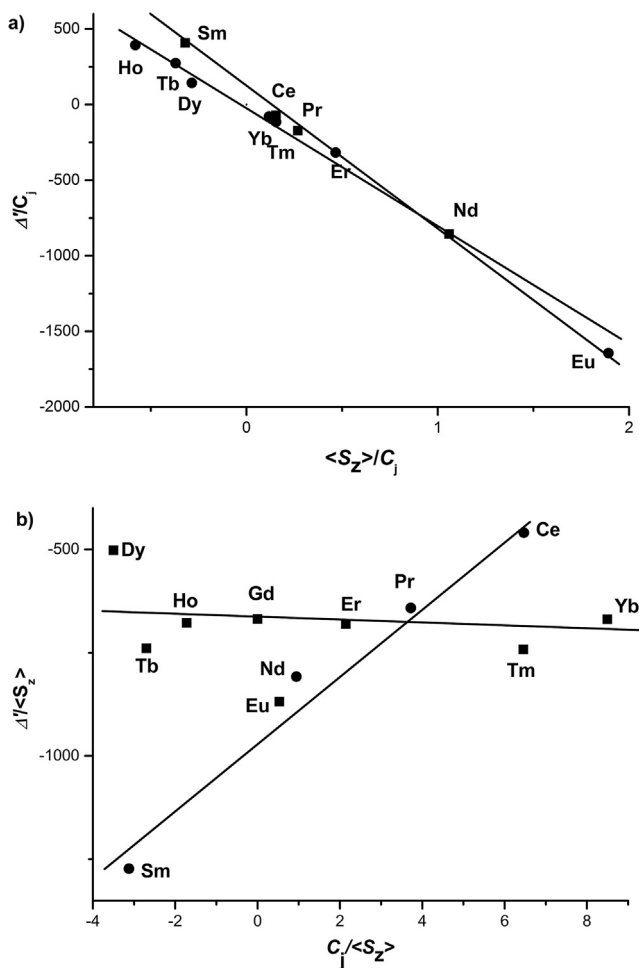 a)
500
0
-500
-1000
-1500
-2000
Δ'/Cj
Sm
Ho
Tb
Dy
Ce
Pr
Yb
Tm
Er
Nd
Eu
0 1 2
<Sz>/Cj
b)
-500
-1000
Δ'/<Sz>
Dy
Ce
Pr
Ho
Gd
Er
Yb
Tb
Nd
Tm
Eu
Sm
-4 -2 0 2 4 6 8
Cj/<Sz>